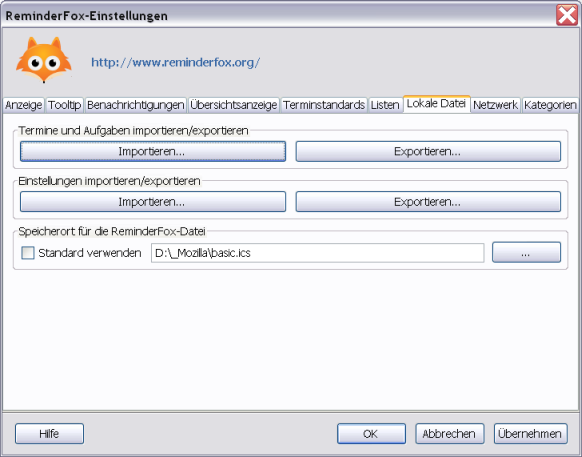 ReminderFox-Einstellungen
http://www.reminderfox.org/
Anzeige Tooltip Benachrichtigungen Übersichtsanzeige Terminstandards Listen Lokale Datei Netzwerk Kategorien
Termine und Aufgaben importieren/exportieren
Importieren... Exportieren...
Einstellungen importieren/exportieren
Importieren... Exportieren...
Speicherort für die ReminderFox-Datei
Standard verwenden D:\_Mozilla\basic.ics ...
Hilfe OK Abbrechen Übernehmen